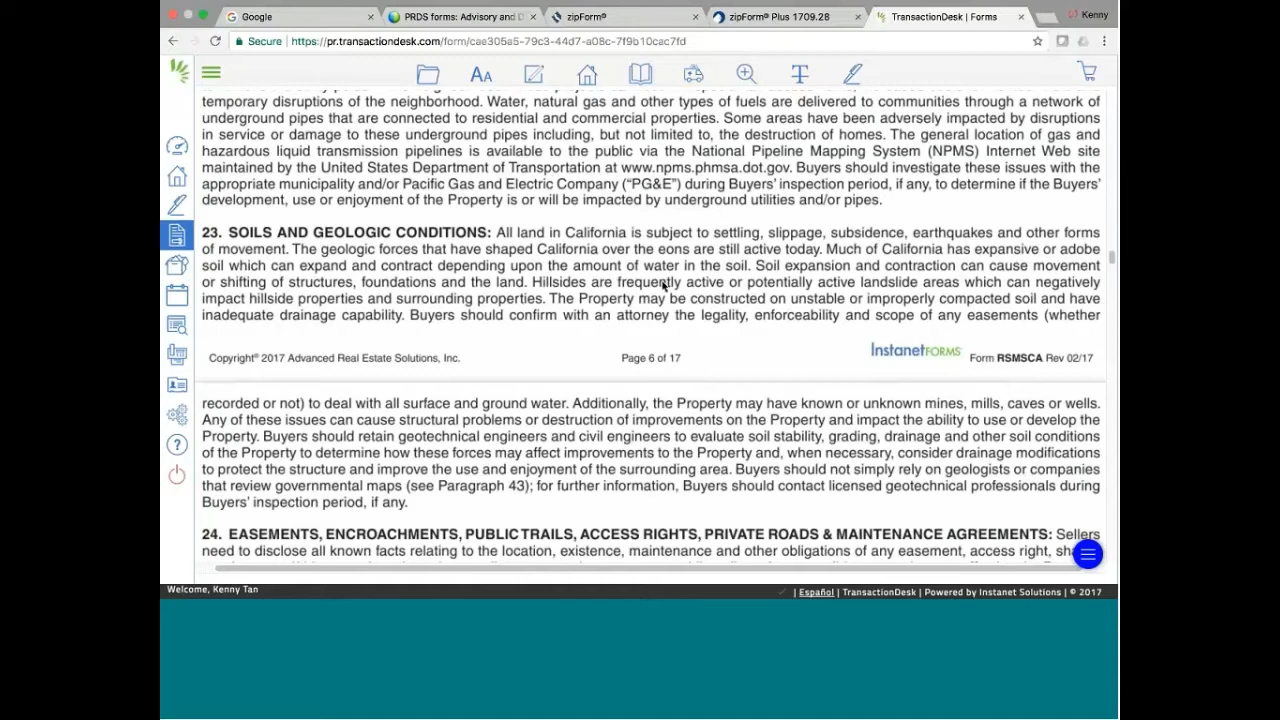 Google
PRDS forms: Advisory and D
zipForm®
zipForm® Plus 1709.28
TransactionDesk | Forms
Kenny
Secure | https://pr.transactiondesk.com/form/cae305a5-79c3-44d7-a08c-7f9b10cac7fd
temporary disruptions of the neighborhood. Water, natural gas and other types of fuels are delivered to communities through a network of
underground pipes that are connected to residential and commercial properties. Some areas have been adversely impacted by disruptions
in service or damage to these underground pipes including, but not limited to, the destruction of homes. The general location of gas and
hazardous liquid transmission pipelines is available to the public via the National Pipeline Mapping System (NPMS) Internet Web site
maintained by the United States Department of Transportation at www.npms.phmsa.dot.gov. Buyers should investigate these issues with the
appropriate municipality and/or Pacific Gas and Electric Company (“PG&E”) during Buyers’ inspection period, if any, to determine if the Buyers’
development, use or enjoyment of the Property is or will be impacted by underground utilities and/or pipes.
23. SOILS AND GEOLOGIC CONDITIONS: All land in California is subject to settling, slippage, subsidence, earthquakes and other forms
of movement. The geologic forces that have shaped California over the eons are still active today. Much of California has expansive or adobe
soil which can expand and contract depending upon the amount of water in the soil. Soil expansion and contraction can cause movement
or shifting of structures, foundations and the land. Hillsides are frequently active or potentially active landslide areas which can negatively
impact hillside properties and surrounding properties. The Property may be constructed on unstable or improperly compacted soil and have
inadequate drainage capability. Buyers should confirm with an attorney the legality, enforceability and scope of any easements (whether
Copyright® 2017 Advanced Real Estate Solutions, Inc.
Page 6 of 17
InstanetFORMS
Form RSMSCA Rev 02/17
recorded or not) to deal with all surface and ground water. Additionally, the Property may have known or unknown mines, mills, caves or wells.
Any of these issues can cause structural problems or destruction of improvements on the Property and impact the ability to use or develop the
Property. Buyers should retain geotechnical engineers and civil engineers to evaluate soil stability, grading, drainage and other soil conditions
of the Property to determine how these forces may affect improvements to the Property and, when necessary, consider drainage modifications
to protect the structure and improve the use and enjoyment of the surrounding area. Buyers should not simply rely on geologists or companies
that review governmental maps (see Paragraph 43); for further information, Buyers should contact licensed geotechnical professionals during
Buyers’ inspection period, if any.
24. EASEMENTS, ENCROACHMENTS, PUBLIC TRAILS, ACCESS RIGHTS, PRIVATE ROADS & MAINTENANCE AGREEMENTS: Sellers
need to disclose all known facts relating to the location, existence, maintenance and other obligations of any easement, access right,
Welcome, Kenny Tan
| Español | TransactionDesk | Powered by Instanet Solutions | © 2017